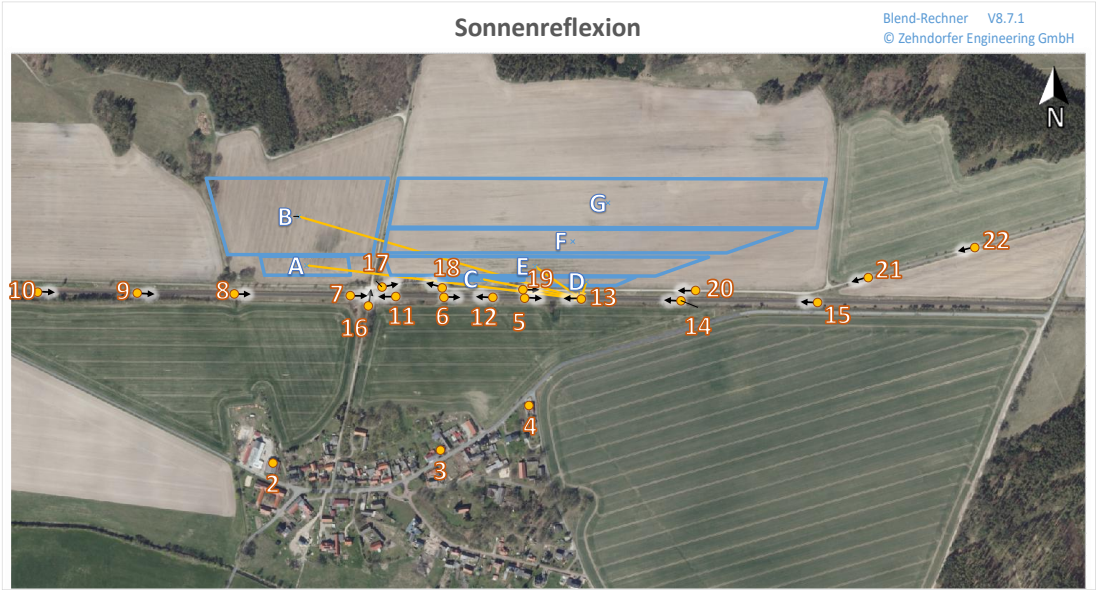 Sonnenreflexion
Blend-Rechner V8.7.1
© Zehndorfer Engineering GmbH
N
G
B
F
22
A
17
18
C
E
19
D
21
10
9
8
7
11
6
12
5
13
20
14
15
16
4
3
2